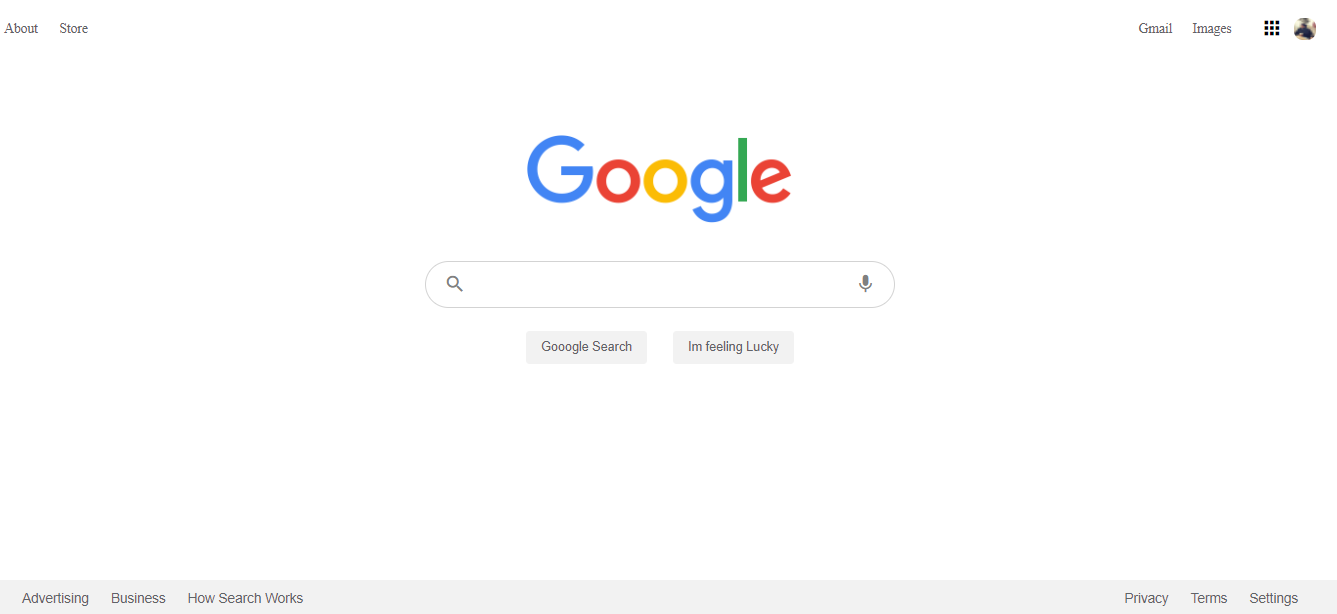 About Store Gmail Images
Google
Gooogle Search Im feeling Lucky
Advertising Business How Search Works Privacy Terms Settings